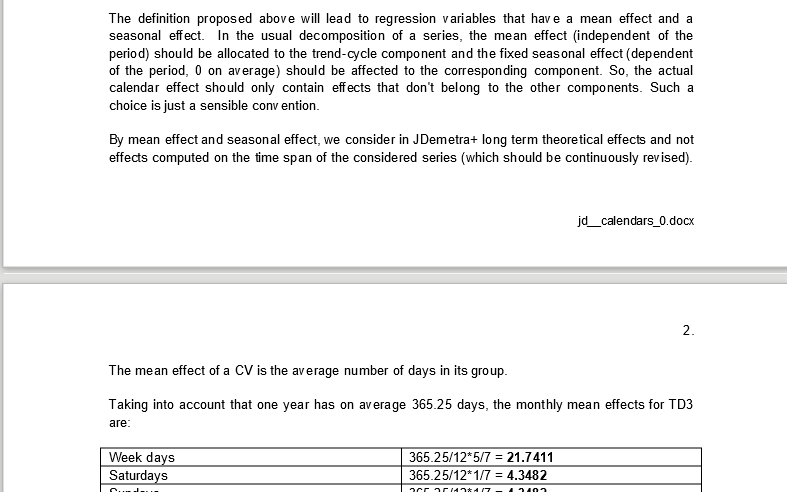 The definition proposed above will lead to regression variables that have a mean effect and a
seasonal effect. In the usual decomposition of a series, the mean effect (independent of the
period) should be allocated to the trend-cycle component and the fixed seasonal effect (dependent
of the period, 0 on average) should be affected to the corresponding component. So, the actual
calendar effect should only contain effects that don't belong to the other components. Such a
choice is just a sensible convention.
By mean effect and seasonal effect, we consider in JDemetra+ long term theoretical effects and not
effects computed on the time span of the considered series (which should be continuously revised).
jd__calendars_0.docx
2.
The mean effect of a CV is the average number of days in its group.
Taking into account that one year has on average 365.25 days, the monthly mean effects for TD3
are:
Week days 365.25/12*5/7 = 21.7411
Saturdays 365.25/12*1/7 = 4.3482
Sundays 365.25/12*1/7 = 4.3482